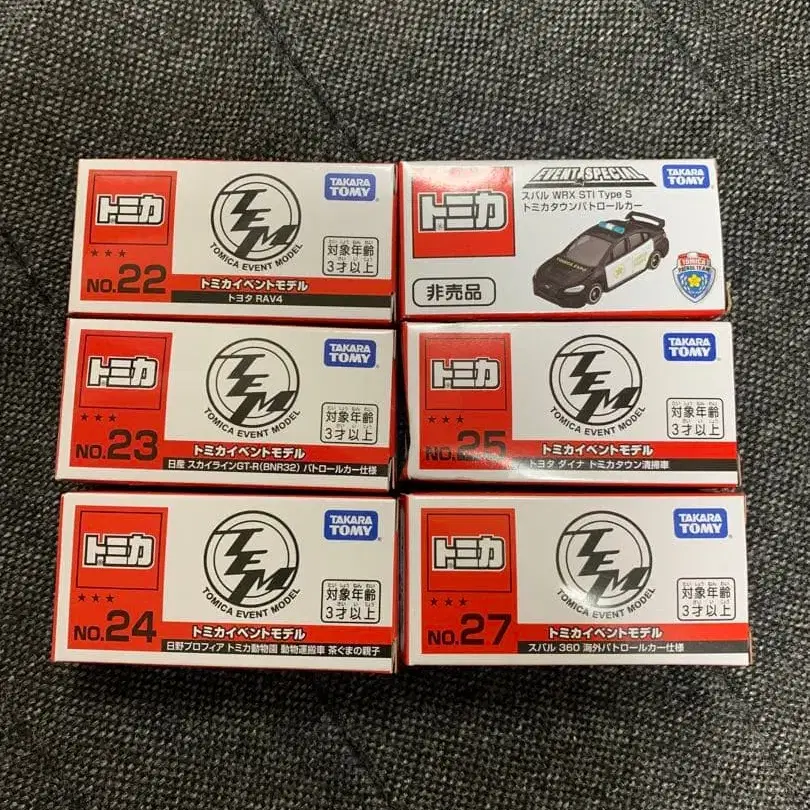 トミカ
TEM
TOMICA EVENT MODEL
TAKARA TOMY
対象年齢
3才以上
★★★
NO.22
トミカイベントモデル
トヨタ RAV4
EVENT SPECIAL
スバル WRX STI Type S
トミカタウンパトロールカー
トミカ
TAKARA TOMY
非売品
TOMICA
PATROL TEAM
トミカ
TEM
TOMICA EVENT MODEL
TAKARA TOMY
対象年齢
3才以上
★★★
NO.23
トミカイベントモデル
日産 スカイラインGT-R(BNR32) パトロールカー仕様
トミカ
TEM
TOMICA EVENT MODEL
TAKARA TOMY
対象年齢
3才以上
★★★
NO.25
トミカイベントモデル
トヨタ ダイナ トミカタウン清掃車
トミカ
TEM
TOMICA EVENT MODEL
TAKARA TOMY
対象年齢
3才以上
★★★
NO.24
トミカイベントモデル
日野プロフィア トミカ動物園 動物運搬車 茶ぐまの親子
トミカ
TEM
TOMICA EVENT MODEL
TAKARA TOMY
対象年齢
3才以上
★★★
NO.27
トミカイベントモデル
スバル 360 海外パトロールカー仕様